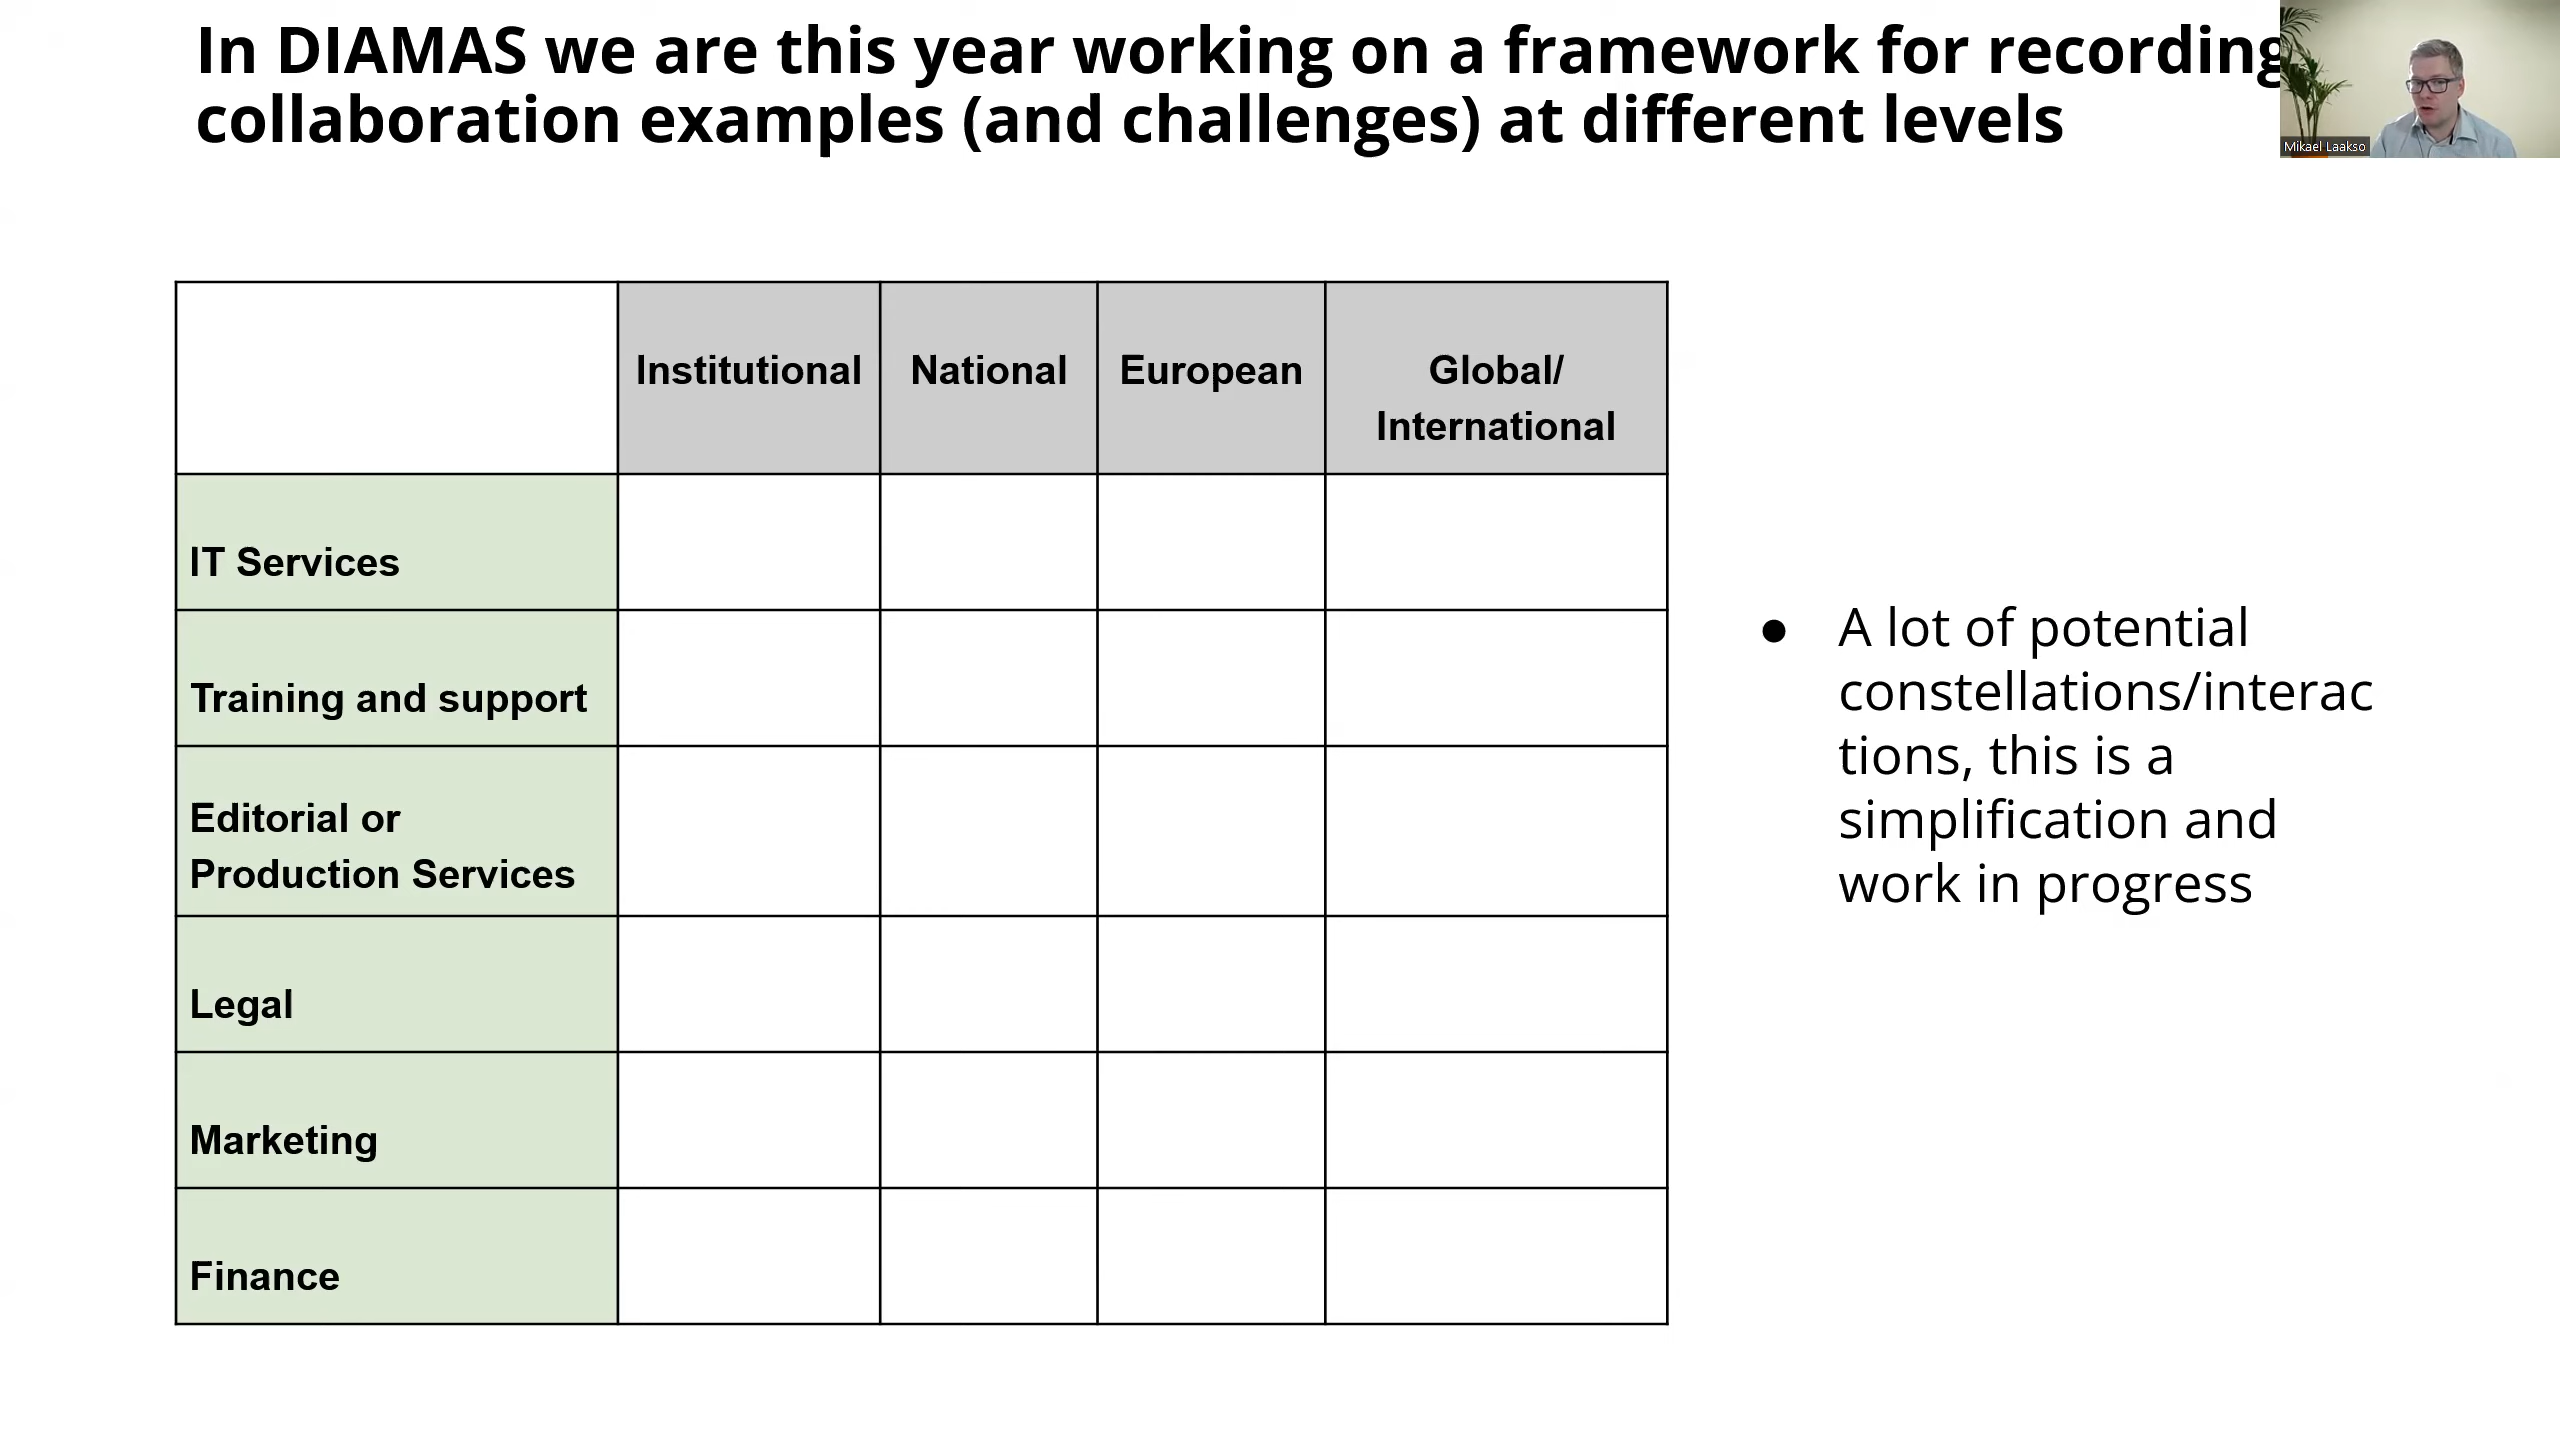 In DIAMAS we are this year working on a framework for recording
collaboration examples (and challenges) at different levels
Mikael Laakso
Institutional
National
European
Global/
International
IT Services
Training and support
Editorial or
Production Services
Legal
Marketing
Finance
● A lot of potential
constellations/interac
tions, this is a
simplification and
work in progress